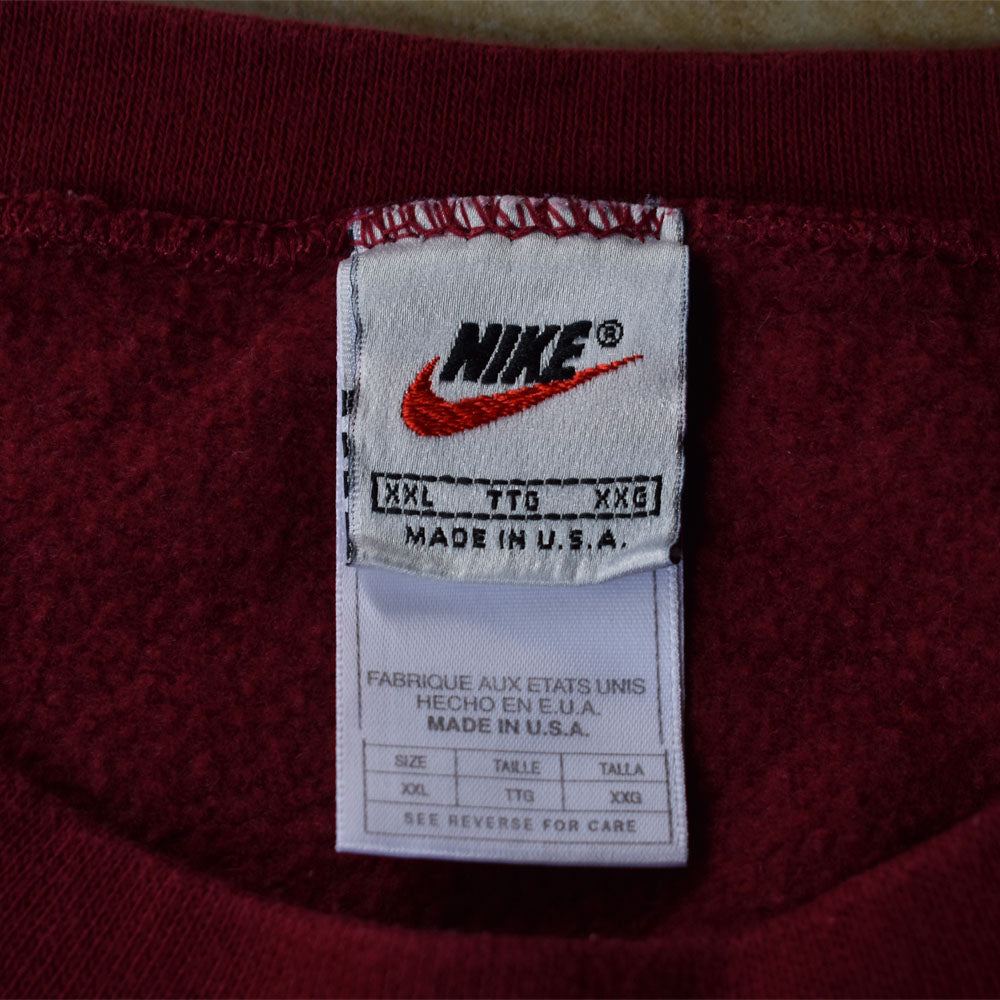 NIKE®
XXL TTG XXG
MADE IN U.S.A.
FABRIQUE AUX ETATS UNIS
HECHO EN E.U.A.
MADE IN U.S.A.
SIZE TAILLE TALLA
XXL TTG XXG
SEE REVERSE FOR CARE